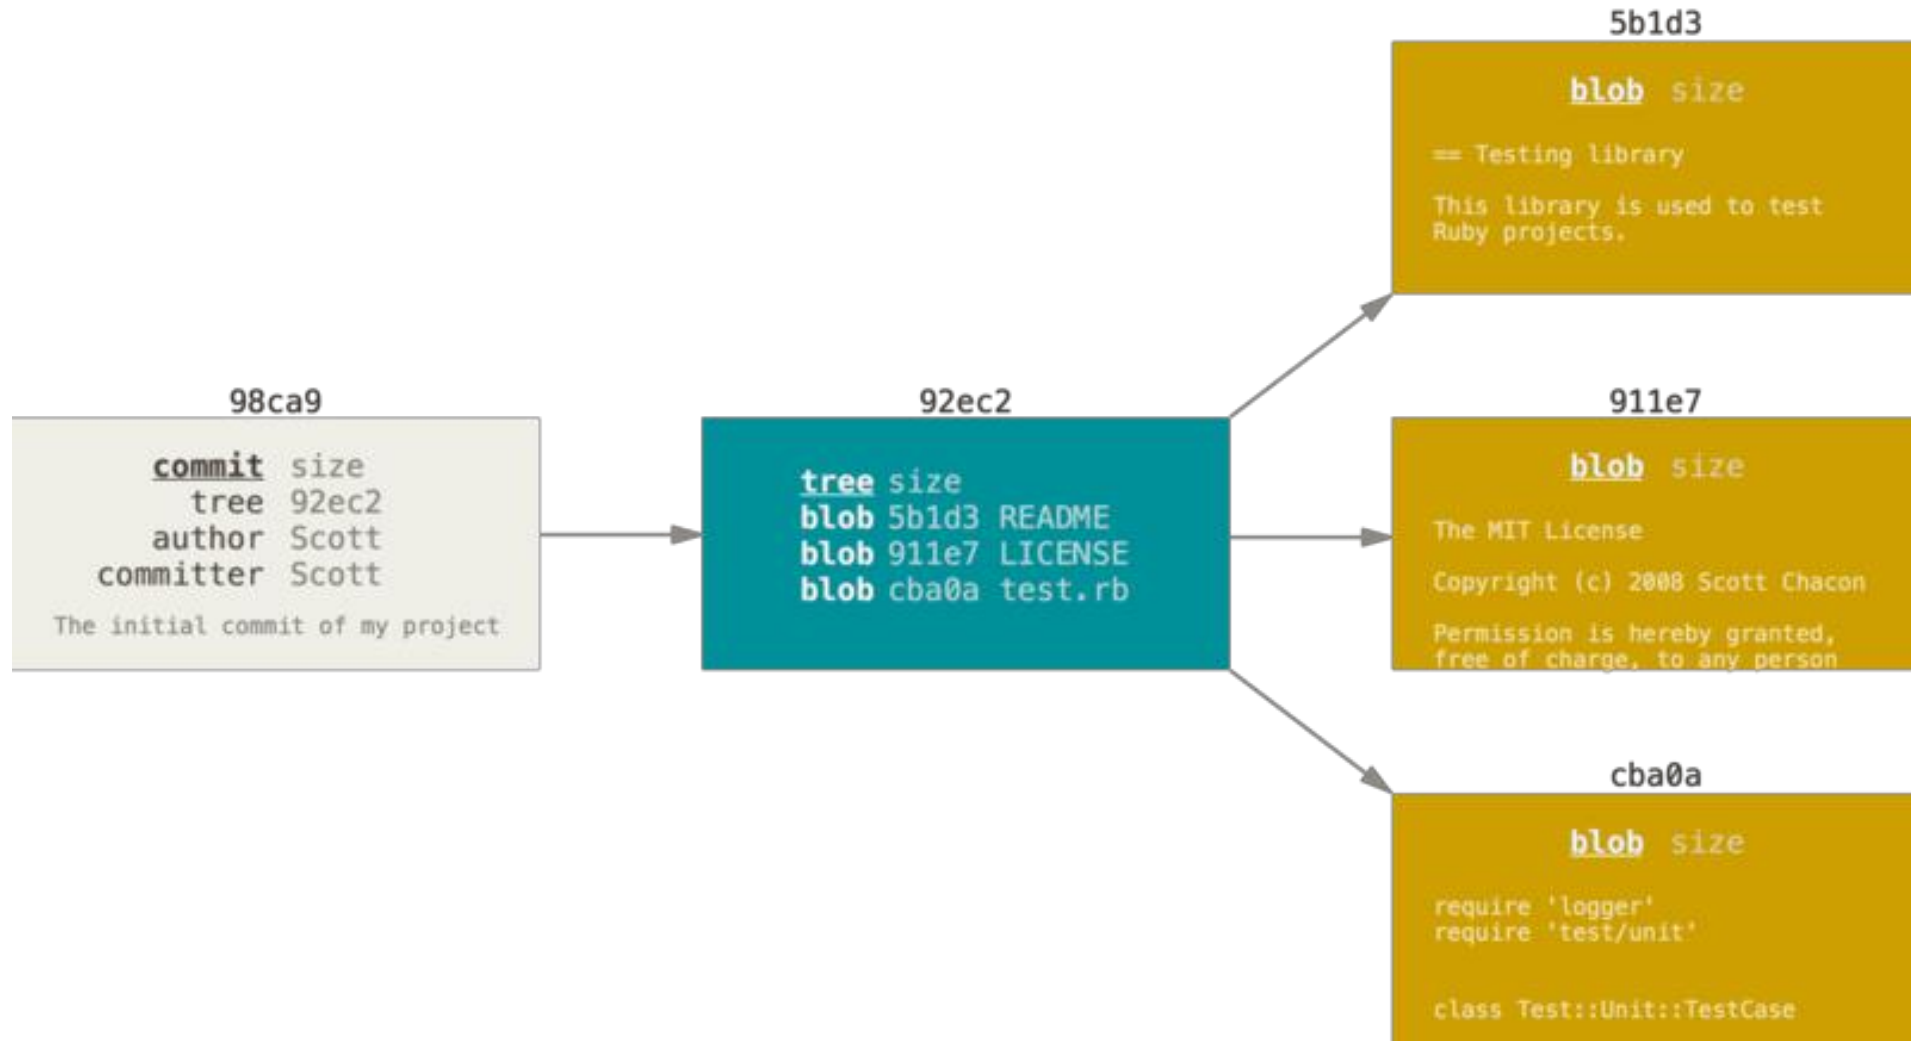 98ca9
commit size
tree 92ec2
author Scott
committer Scott
The initial commit of my project
92ec2
tree size
blob 5b1d3 README
blob 911e7 LICENSE
blob cba0a test.rb
5b1d3
blob size
== Testing library
This library is used to test
Ruby projects.
911e7
blob size
The MIT License
Copyright (c) 2008 Scott Chacon
Permission is hereby granted,
free of charge, to any person
cba0a
blob size
require 'logger'
require 'test/unit'
class Test::Unit::TestCase